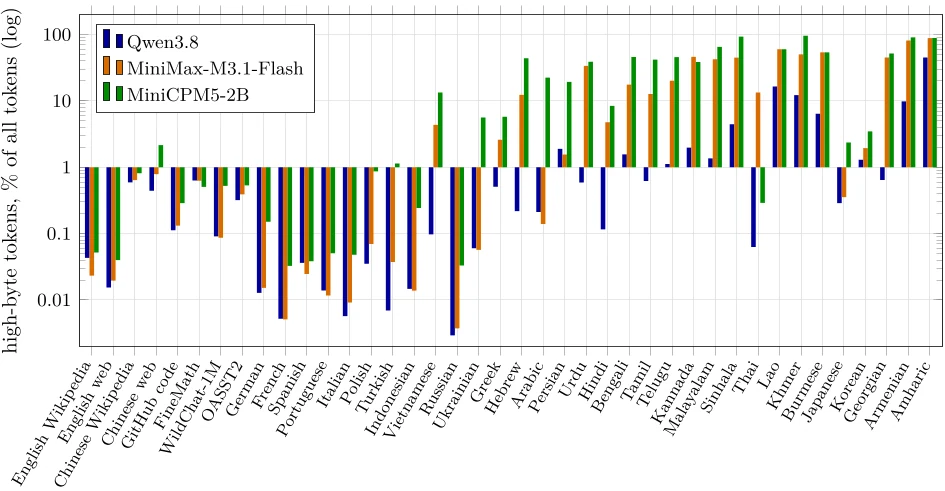 high-byte tokens, % of all tokens (log)
100
10
1
0.1
0.01
Qwen3.8
MiniMax-M3.1-Flash
MiniCPM5-2B
English Wikipedia
English web
Chinese Wikipedia
Chinese web
GitHub code
FineMath
WildChat-1M
OASST2
German
French
Spanish
Portuguese
Italian
Polish
Turkish
Indonesian
Vietnamese
Russian
Ukrainian
Greek
Hebrew
Arabic
Persian
Urdu
Hindi
Bengali
Tamil
Telugu
Kannada
Malayalam
Sinhala
Thai
Lao
Khmer
Burmese
Japanese
Korean
Georgian
Armenian
Amharic